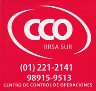 CCO
IIRSA SUR
(01) 221-2141
98915-9513
CENTRO DE CONTROL DE OPERACIONES